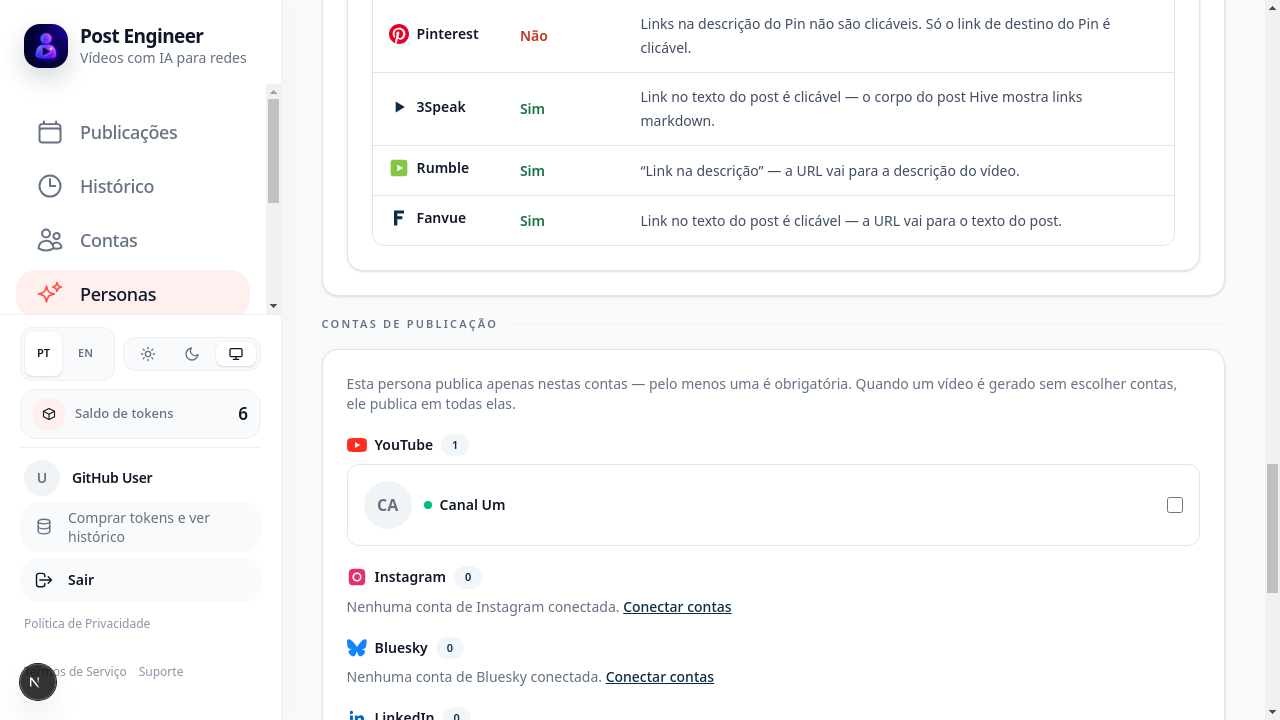 Post Engineer
Vídeos com IA para redes
Publicações
Histórico
Contas
Personas
PT
EN
Saldo de tokens
6
U
GitHub User
Comprar tokens e ver
histórico
Sair
Política de Privacidade
os de Serviço
Suporte
N
Pinterest
Não
Links na descrição do Pin não são clicáveis. Só o link de destino do Pin é
clicável.
3Speak
Sim
Link no texto do post é clicável — o corpo do post Hive mostra links
markdown.
Rumble
Sim
“Link na descrição” — a URL vai para a descrição do vídeo.
Fanvue
Sim
Link no texto do post é clicável — a URL vai para o texto do post.
CONTAS DE PUBLICAÇÃO
Esta persona publica apenas nestas contas — pelo menos uma é obrigatória. Quando um vídeo é gerado sem escolher contas,
ele publica em todas elas.
YouTube
1
CA
Canal Um
Instagram
0
Nenhuma conta de Instagram conectada. Conectar contas
Bluesky
0
Nenhuma conta de Bluesky conectada. Conectar contas
LinkedIn
0